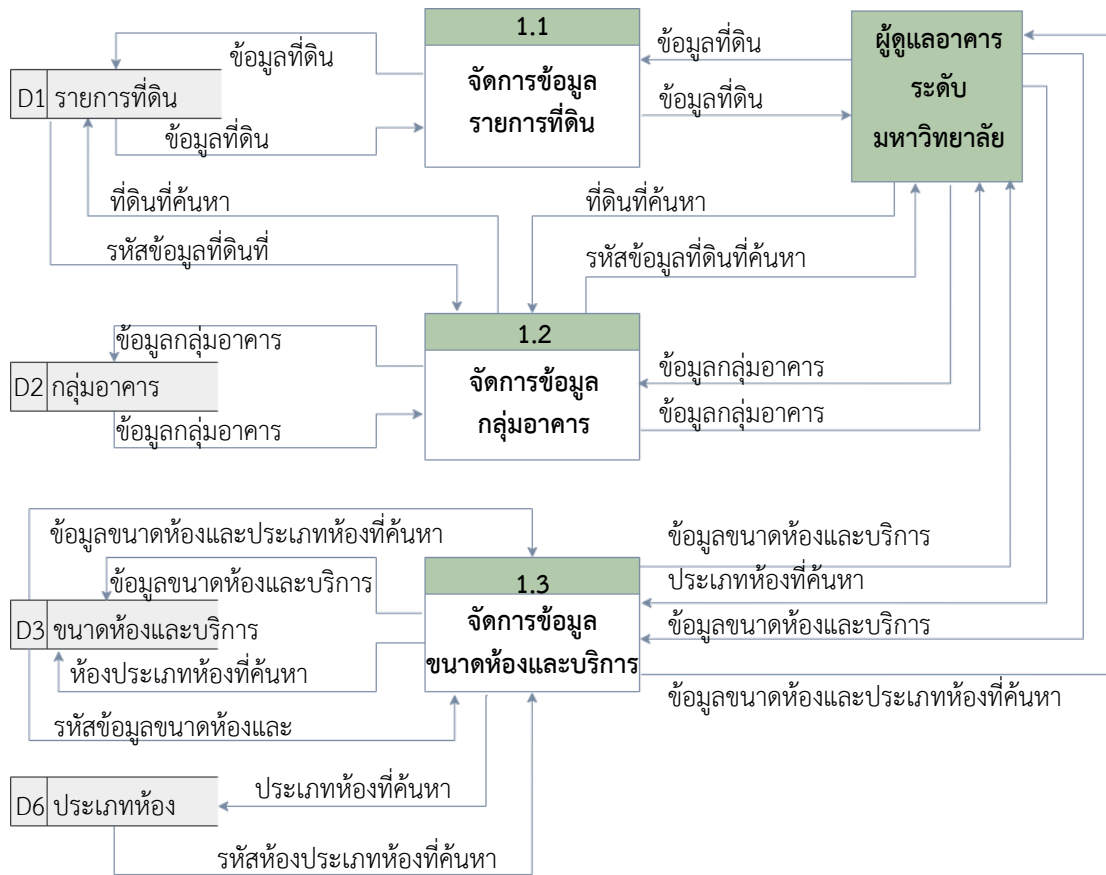 1.1
ข้อมูลที่ดิน
จัดการข้อมูล
รายการที่ดิน
ข้อมูลที่ดิน
ผู้ดูแลอาคาร
ระดับ
มหาวิทยาลัย
D1 รายการที่ดิน
ข้อมูลที่ดิน
ข้อมูลที่ดิน
ที่ดินที่ค้นหา
ที่ดินที่ค้นหา
รหัสข้อมูลที่ดินที่
รหัสข้อมูลที่ดินที่ค้นหา
1.2
ข้อมูลกลุ่มอาคาร
จัดการข้อมูล
กลุ่มอาคาร
ข้อมูลกลุ่มอาคาร
D2 กลุ่มอาคาร
ข้อมูลกลุ่มอาคาร
ข้อมูลกลุ่มอาคาร
ข้อมูลขนาดห้องและประเภทห้องที่ค้นหา
ข้อมูลขนาดห้องและบริการ
ข้อมูลขนาดห้องและบริการ
1.3
ประเภทห้องที่ค้นหา
D3 ขนาดห้องและบริการ
จัดการข้อมูล
ขนาดห้องและบริการ
ข้อมูลขนาดห้องและบริการ
ห้องประเภทห้องที่ค้นหา
ข้อมูลขนาดห้องและประเภทห้องที่ค้นหา
รหัสข้อมูลขนาดห้องและ
D6 ประเภทห้อง
ประเภทห้องที่ค้นหา
รหัสห้องประเภทห้องที่ค้นหา